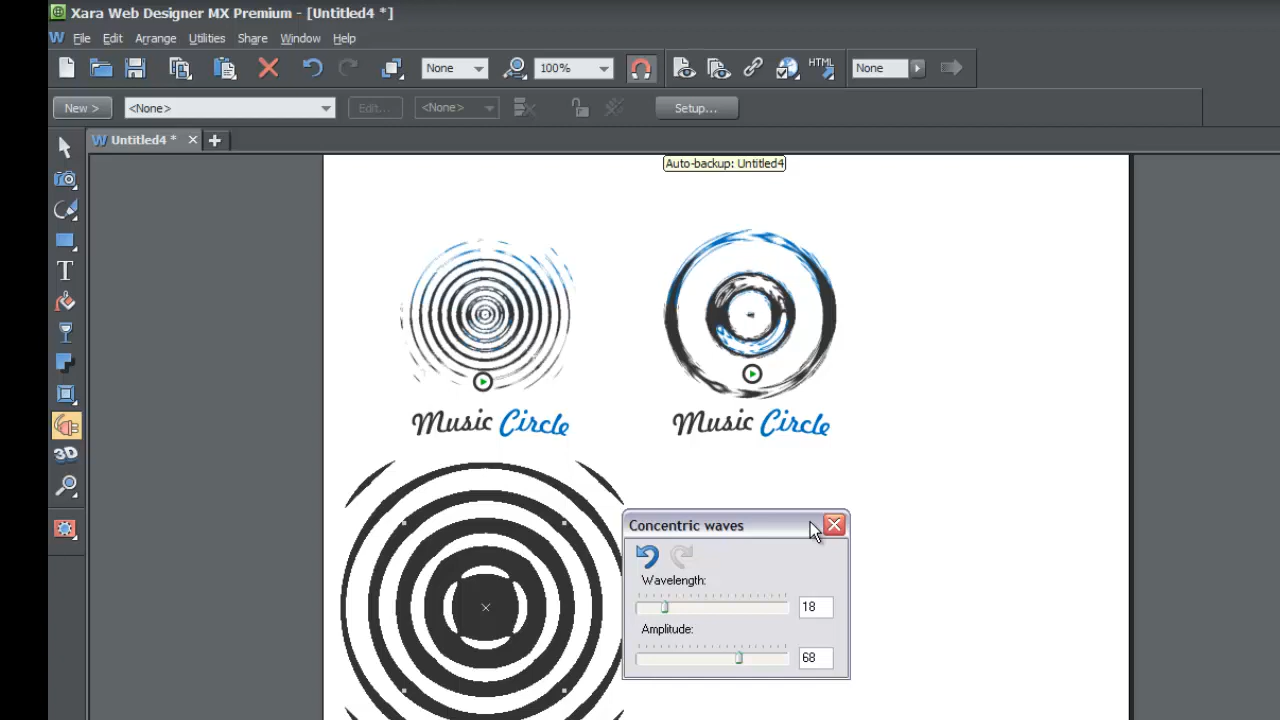 Xara Web Designer MX Premium - [Untitled4 *]
File Edit Arrange Utilities Share Window Help
None 100% HTML None
New > <None> Edit... <None> Setup...
Untitled4 *
Auto-backup: Untitled4
T
3D
Music Circle
Music Circle
Concentric waves
Wavelength:
18
Amplitude:
68